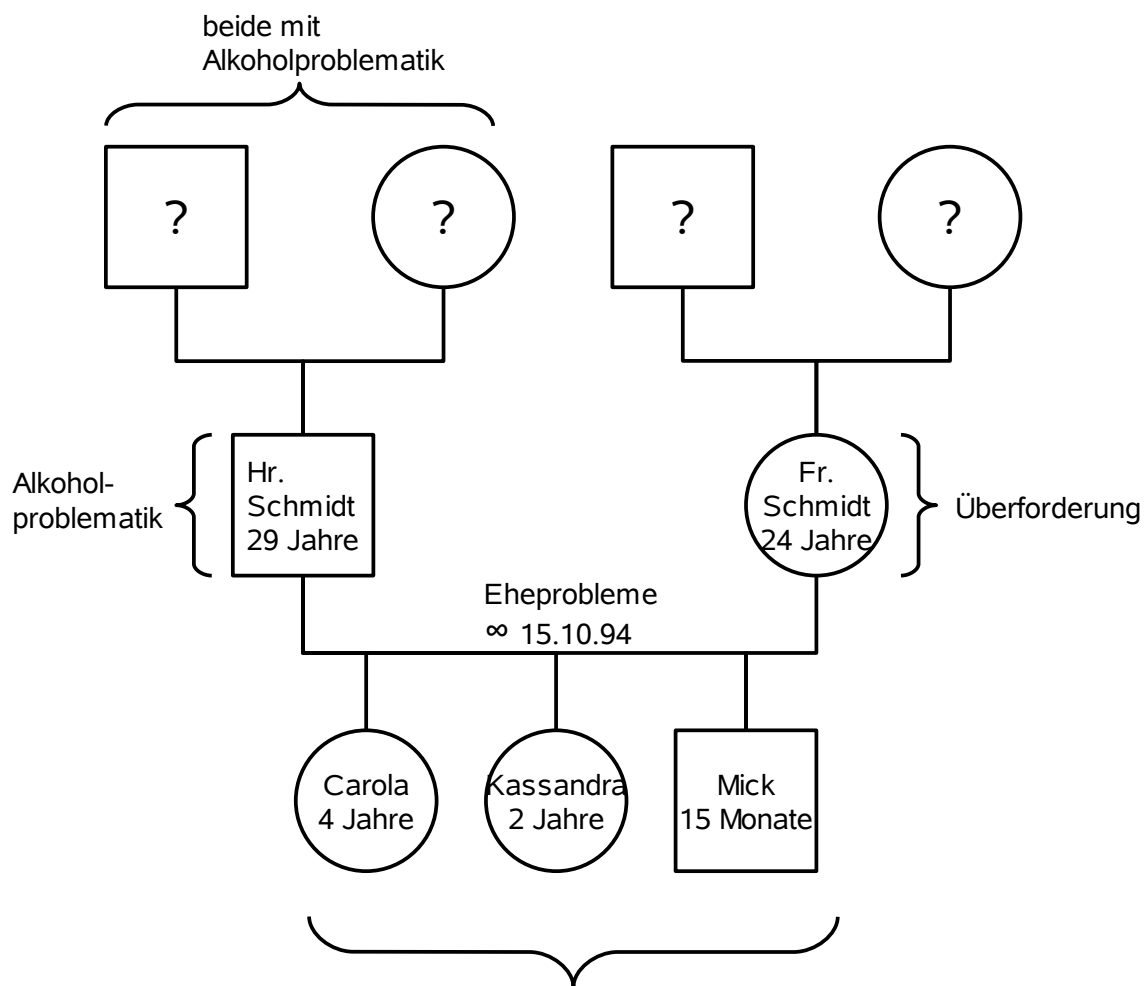 beide mit
Alkoholproblematik
?
?
?
?
Alkohol-
problematik
Hr.
Schmidt
29 Jahre
Fr.
Schmidt
24 Jahre
Überforderung
Eheprobleme
∞ 15.10.94
Carola
4 Jahre
Kassandra
2 Jahre
Mick
15 Monate